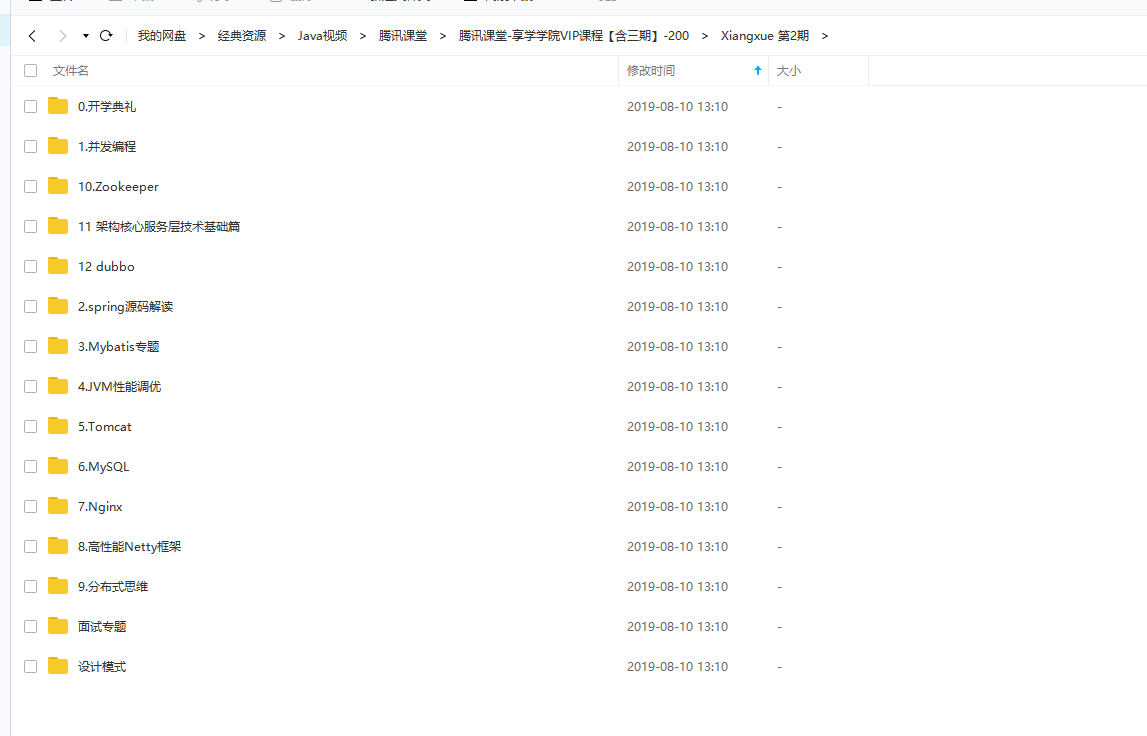 我的网盘 > 经典资源 > Java视频 > 腾讯课堂 > 腾讯课堂-享学学院VIP课程【含三期】-200 > Xiangxue 第2期 >
文件名 修改时间 大小
0.开学典礼 2019-08-10 13:10 -
1.并发编程 2019-08-10 13:10 -
10.Zookeeper 2019-08-10 13:10 -
11 架构核心服务层技术基础篇 2019-08-10 13:10 -
12 dubbo 2019-08-10 13:10 -
2.spring源码解读 2019-08-10 13:10 -
3.Mybatis专题 2019-08-10 13:10 -
4.JVM性能调优 2019-08-10 13:10 -
5.Tomcat 2019-08-10 13:10 -
6.MySQL 2019-08-10 13:10 -
7.Nginx 2019-08-10 13:10 -
8.高性能Netty框架 2019-08-10 13:10 -
9.分布式思维 2019-08-10 13:10 -
面试专题 2019-08-10 13:10 -
设计模式 2019-08-10 13:10 -